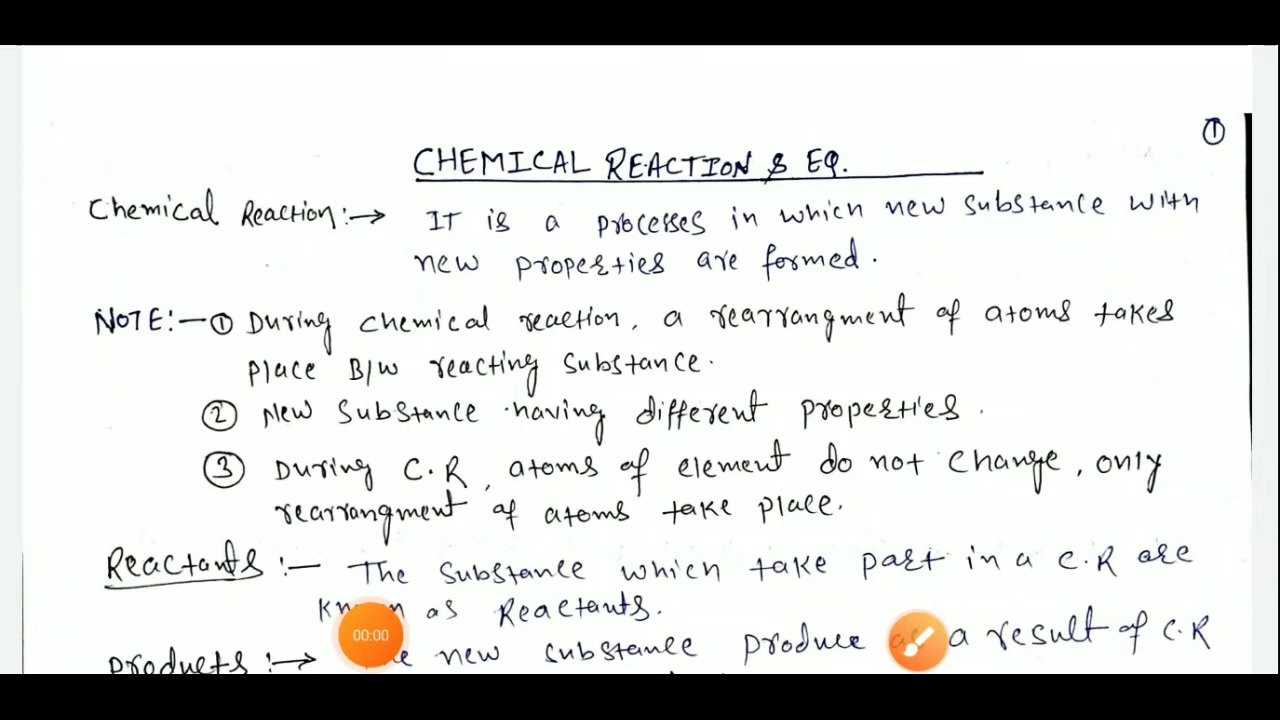 ①
CHEMICAL REACTION & EQ.
Chemical Reaction:→ It is a processes in which new substance with
new properties are formed.
NOTE:— ① During chemical reaction, a rearrangment of atoms takes
place B/w reacting substance.
② New substance having different properties.
③ During C.R, atoms of element do not change, only
rearrangment of atoms take place.
Reactants :— The substance which take part in a C.R are
as Reactants.
products :→ new substance produce a result of C.R
00:00